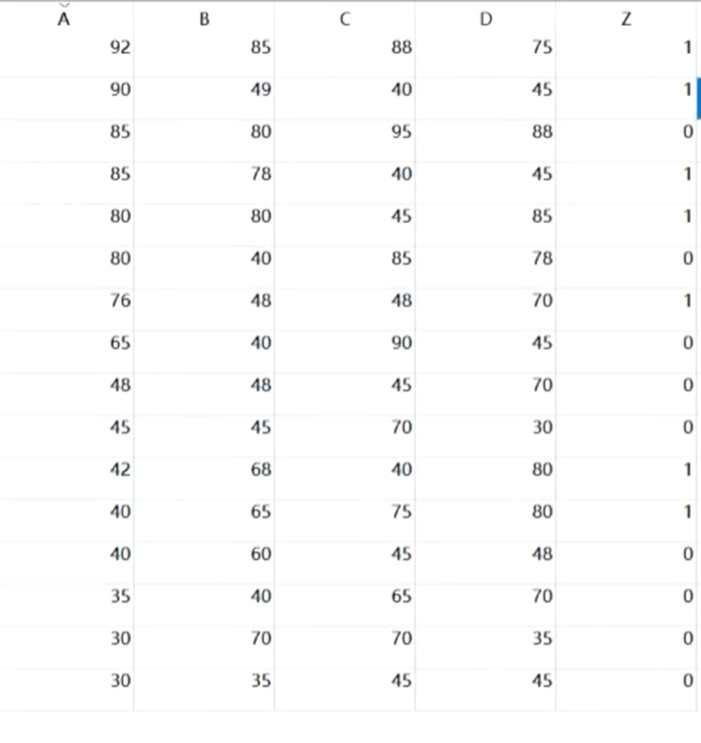 A B C D Z
92 85 88 75 1
90 49 40 45 1
85 80 95 88 0
85 78 40 45 1
80 80 45 85 1
80 40 85 78 0
76 48 48 70 1
65 40 90 45 0
48 48 45 70 0
45 45 70 30 0
42 68 40 80 1
40 65 75 80 1
40 60 45 48 0
35 40 65 70 0
30 70 70 35 0
30 35 45 45 0